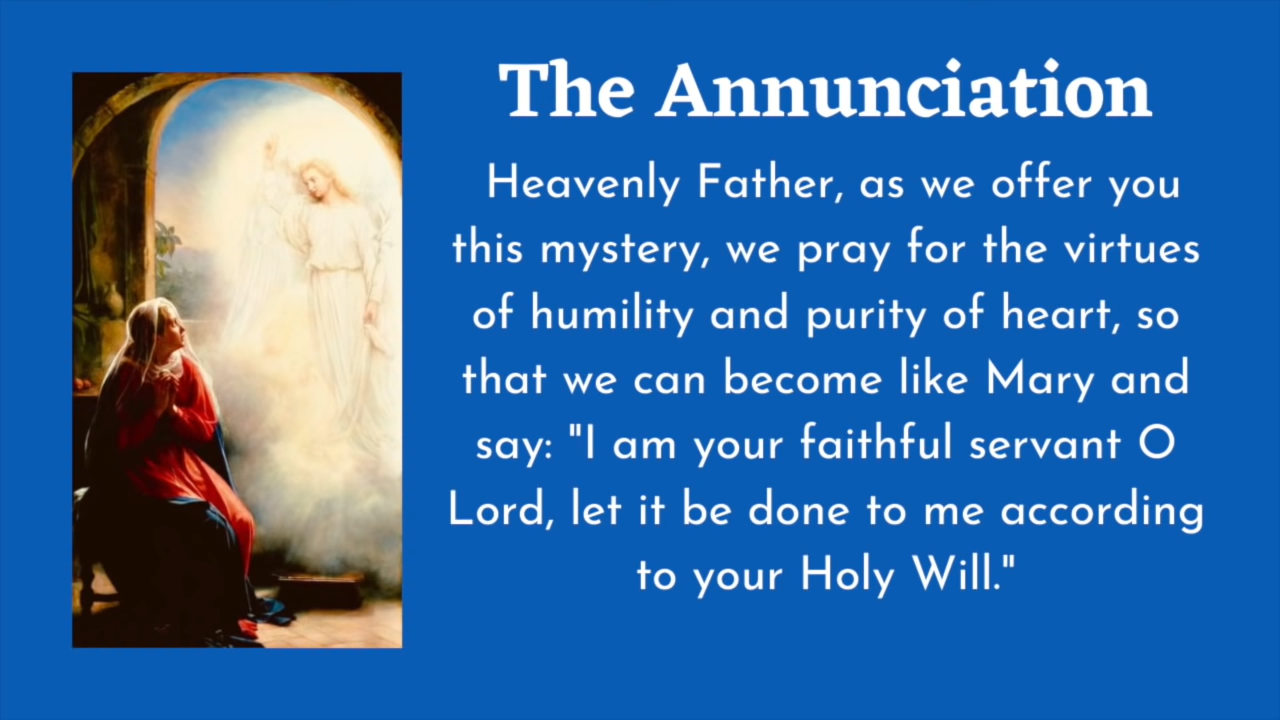 The Annunciation
Heavenly Father, as we offer you
this mystery, we pray for the virtues
of humility and purity of heart, so
that we can become like Mary and
say: "I am your faithful servant O
Lord, let it be done to me according
to your Holy Will."